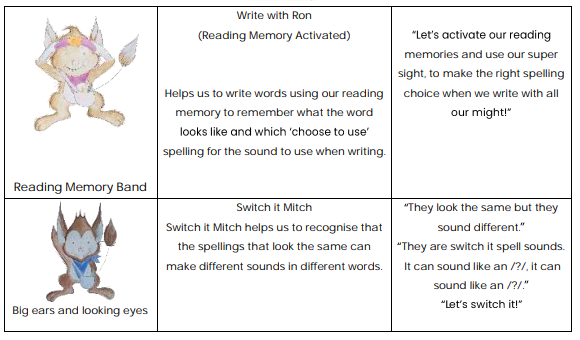 Reading Memory Band
Write with Ron
(Reading Memory Activated)
Helps us to write words using our reading
memory to remember what the word
looks like and which ‘choose to use’
spelling for the sound to use when writing.
“Let’s activate our reading
memories and use our super
sight, to make the right spelling
choice when we write with all
our might!”
Big ears and looking eyes
Switch it Mitch
Switch it Mitch helps us to recognise that
the spellings that look the same can
make different sounds in different words.
“They look the same but they
sound different.”
“They are switch it spell sounds.
It can sound like an /?/, it can
sound like an /?/.”
“Let’s switch it!”